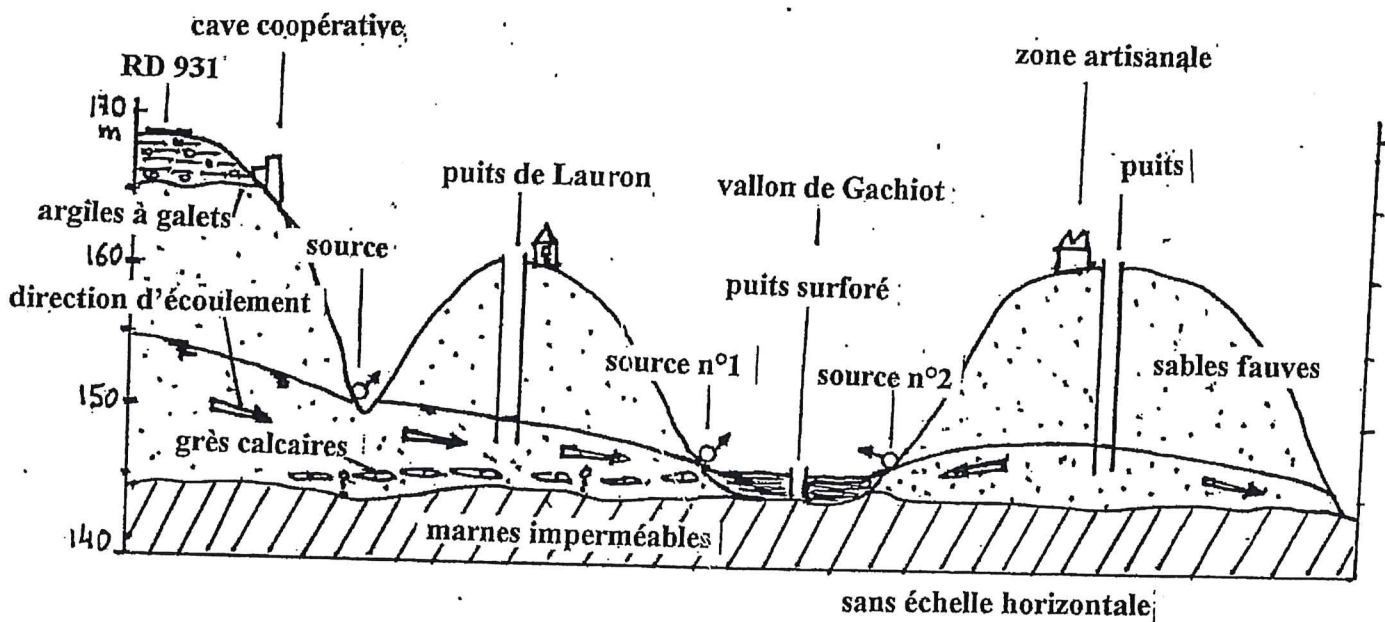 cave coopérative
RD 931
zone artisanale
170
m
puits de Lauron
vallon de Gachiot
puits
argiles à galets
source
160
direction d'écoulement
puits surforé
source n°1
source n°2
sables fauves
150
grès calcaires
marnes imperméables
140
sans échelle horizontale